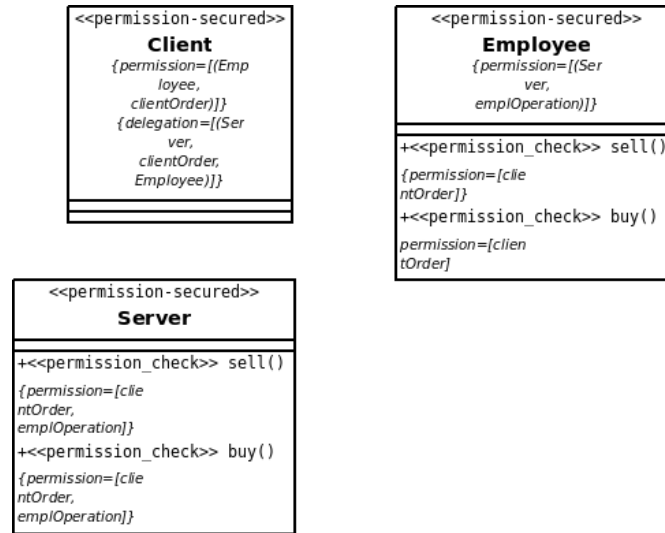 <<permission-secured>>
Client
{permission=[(Emp
loyee,
clientOrder)]}
{delegation=[(Ser
ver,
clientOrder,
Employee)]}
<<permission-secured>>
Employee
{permission=[(Ser
ver,
emplOperation)]}
+<<permission_check>> sell()
{permission=[clie
ntOrder]}
+<<permission_check>> buy()
permission=[clien
tOrder]
<<permission-secured>>
Server
+<<permission_check>> sell()
{permission=[clie
ntOrder,
emplOperation]}
+<<permission_check>> buy()
{permission=[clie
ntOrder,
emplOperation]}